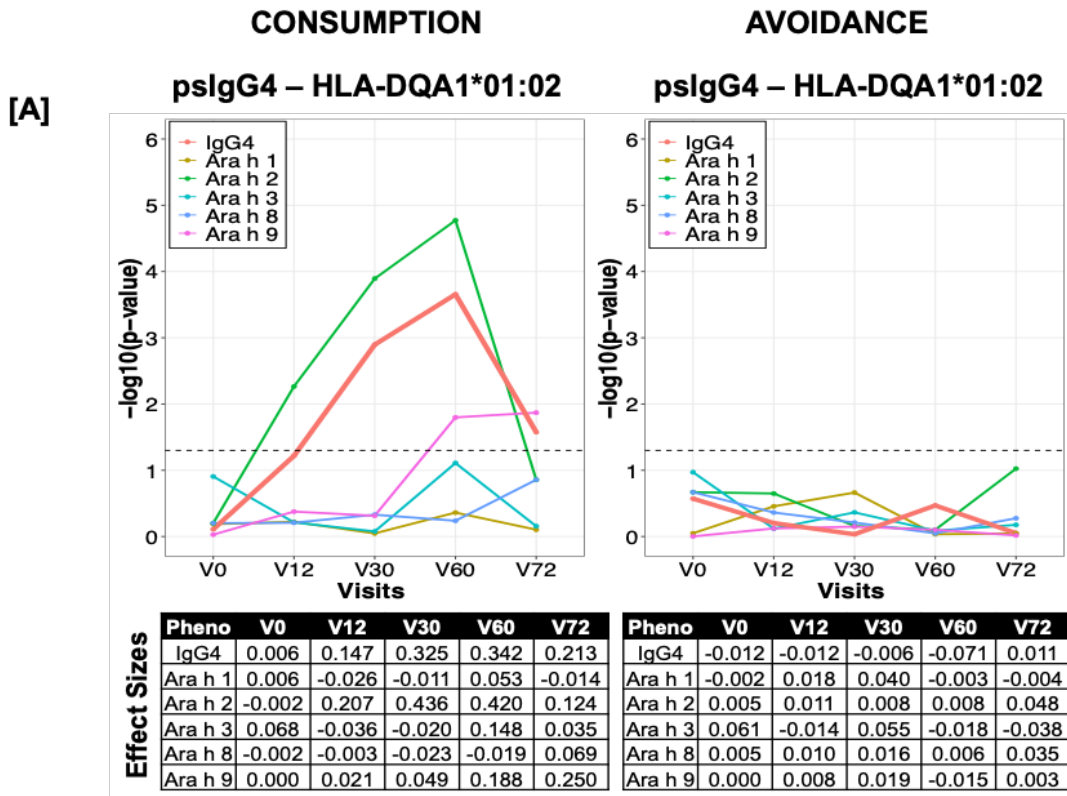 CONSUMPTION
AVOIDANCE
[A]
psIgG4 – HLA-DQA1*01:02
psIgG4 – HLA-DQA1*01:02
-log10(p-value)
6
5
4
3
2
1
0
IgG4
Ara h 1
Ara h 2
Ara h 3
Ara h 8
Ara h 9
V0 V12 V30 V60 V72
Visits
-log10(p-value)
6
5
4
3
2
1
0
IgG4
Ara h 1
Ara h 2
Ara h 3
Ara h 8
Ara h 9
V0 V12 V30 V60 V72
Visits
Effect Sizes
Pheno V0 V12 V30 V60 V72
IgG4 0.006 0.147 0.325 0.342 0.213
Ara h 1 0.006 -0.026 -0.011 0.053 -0.014
Ara h 2 -0.002 0.207 0.436 0.420 0.124
Ara h 3 0.068 -0.036 -0.020 0.148 0.035
Ara h 8 -0.002 -0.003 -0.023 -0.019 0.069
Ara h 9 0.000 0.021 0.049 0.188 0.250
Pheno V0 V12 V30 V60 V72
IgG4 -0.012 -0.012 -0.006 -0.071 0.011
Ara h 1 -0.002 0.018 0.040 -0.003 -0.004
Ara h 2 0.005 0.011 0.008 0.008 0.048
Ara h 3 0.061 -0.014 0.055 -0.018 -0.038
Ara h 8 0.005 0.010 0.016 0.006 0.035
Ara h 9 0.000 0.008 0.019 -0.015 0.003